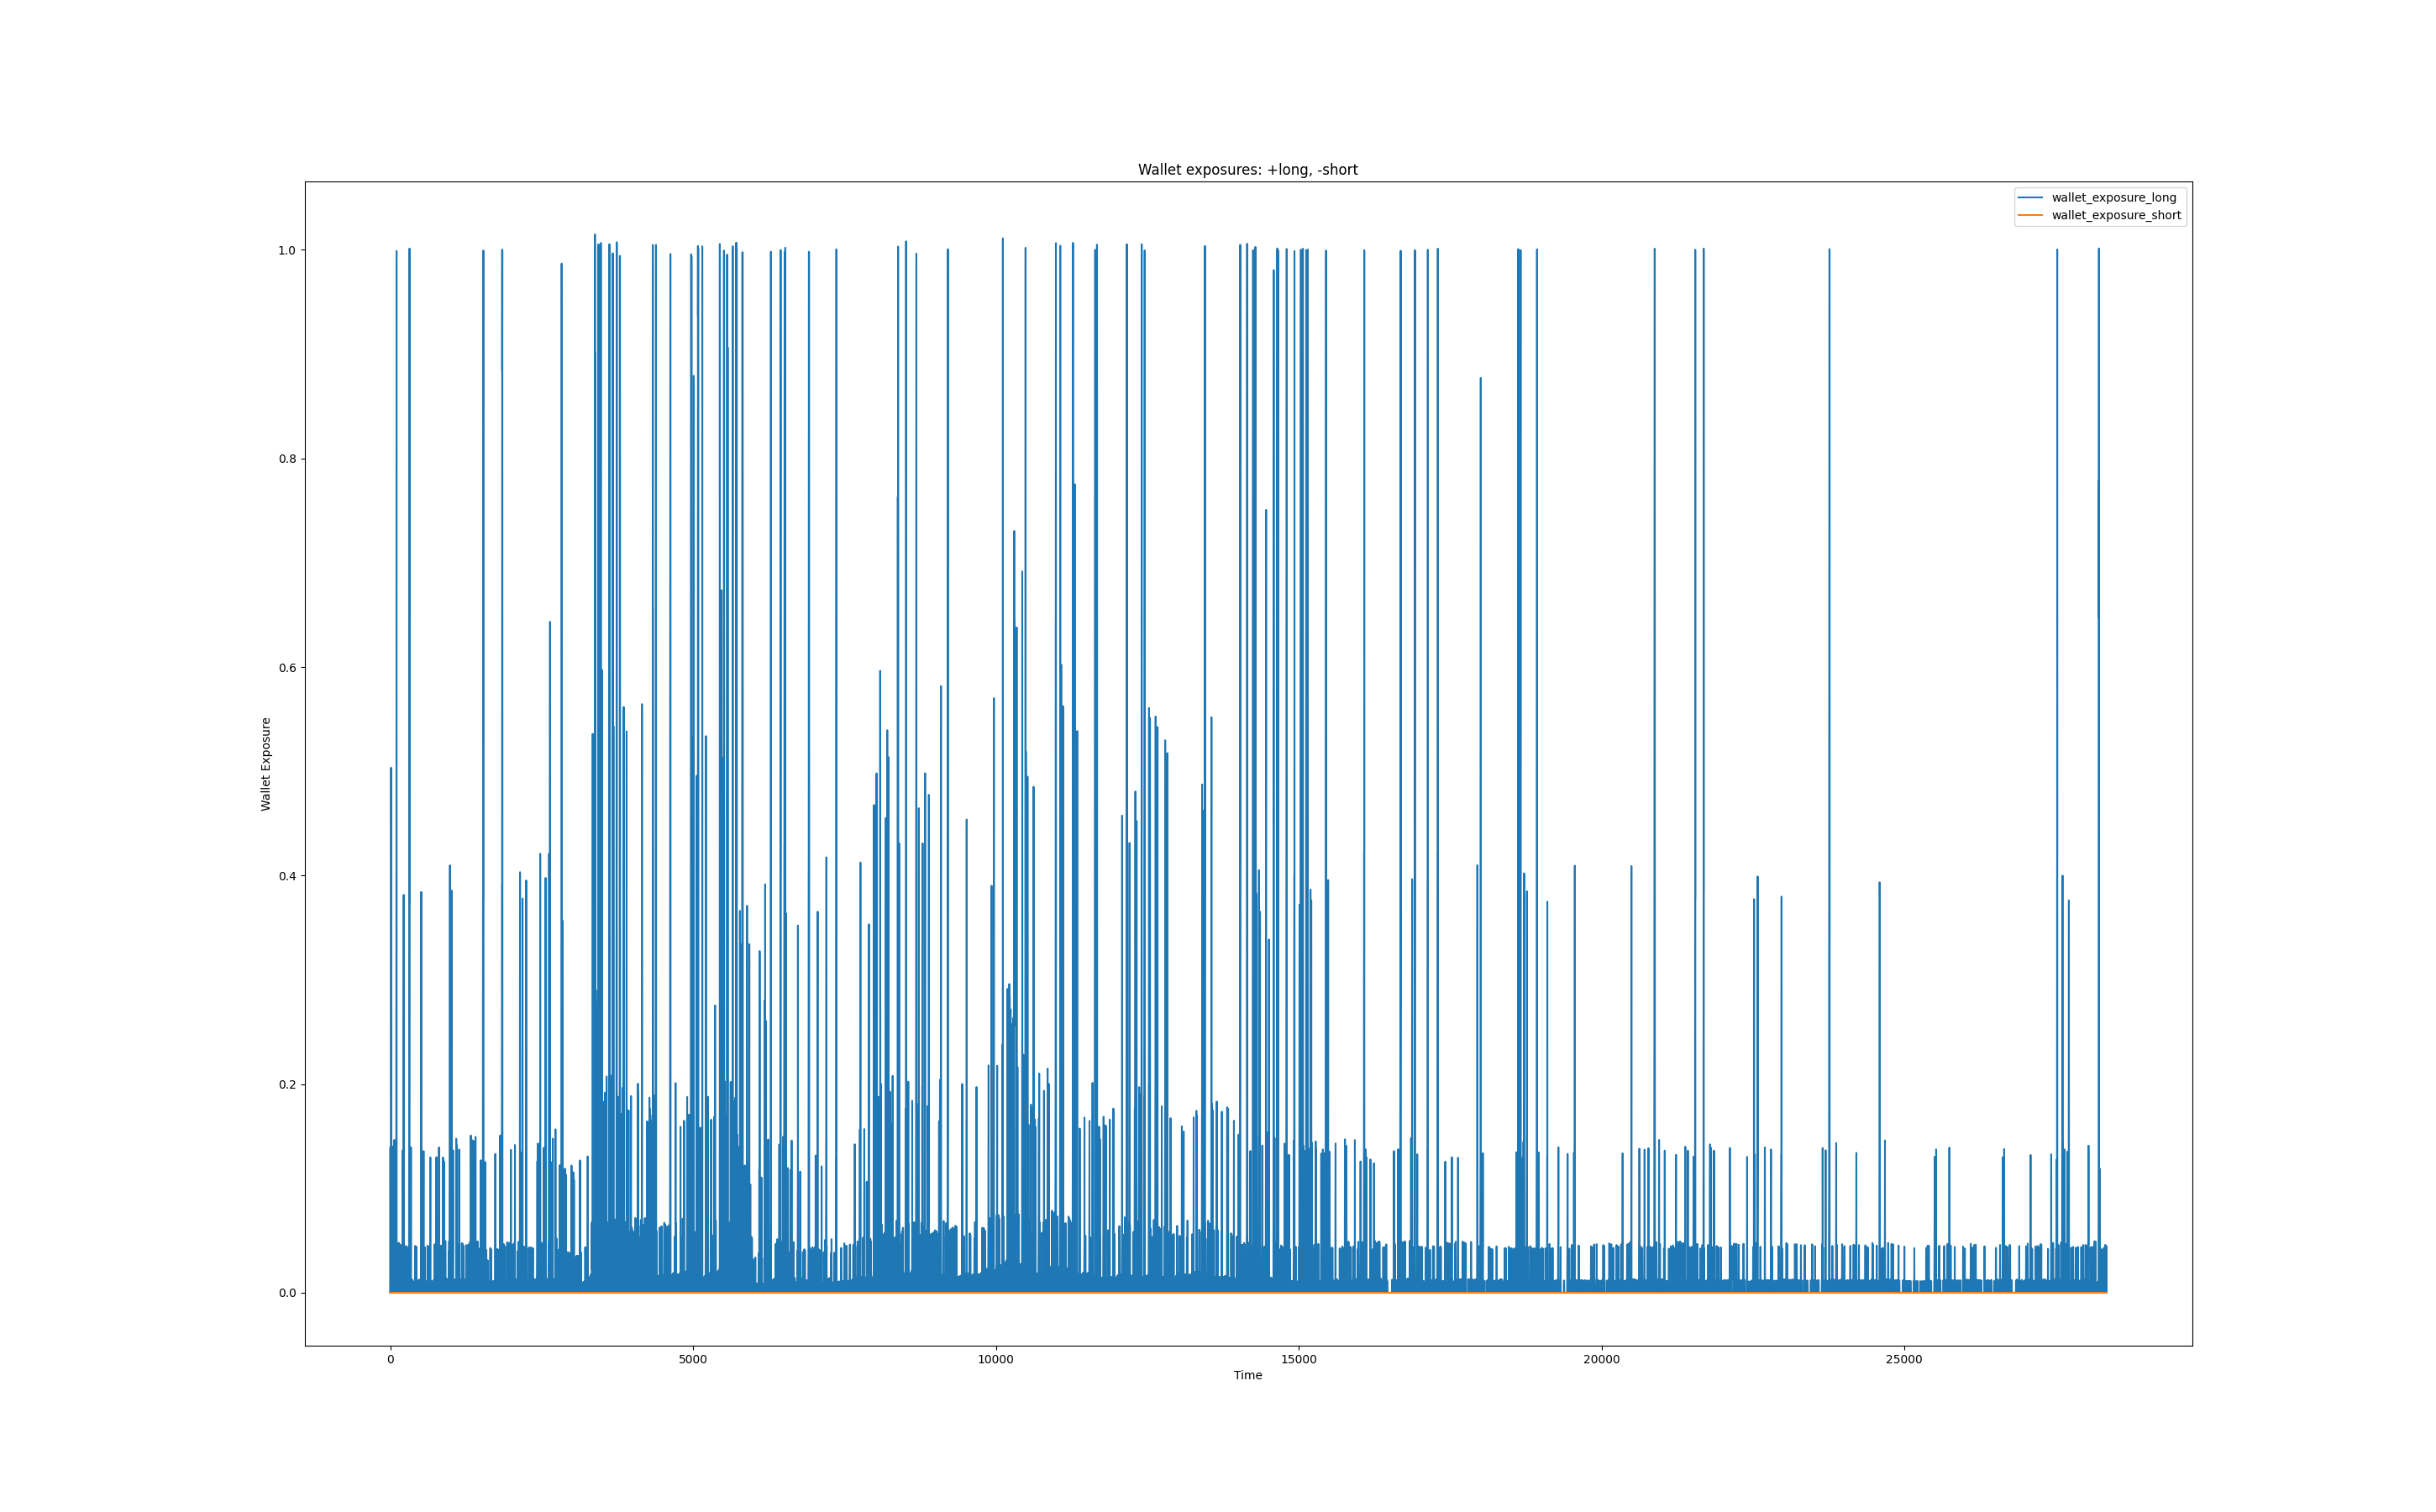 Wallet exposures: +long, -short
wallet_exposure_long
wallet_exposure_short
1.0
0.8
0.6
0.4
0.2
0.0
Wallet Exposure
0 5000 10000 15000 20000 25000
Time